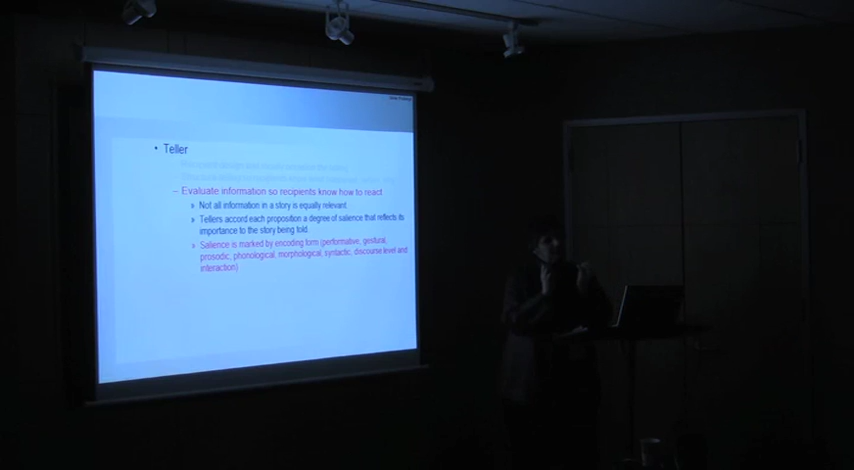 • Teller
– Evaluate information so recipients know how to react
» Not all information in a story is equally relevant.
» Tellers accord each proposition a degree of salience that reflects its
importance to the story being told
» Salience is marked by encoding form (performative, gestural,
prosodic, phonological, morphological, syntactic, discourse level and
interaction)